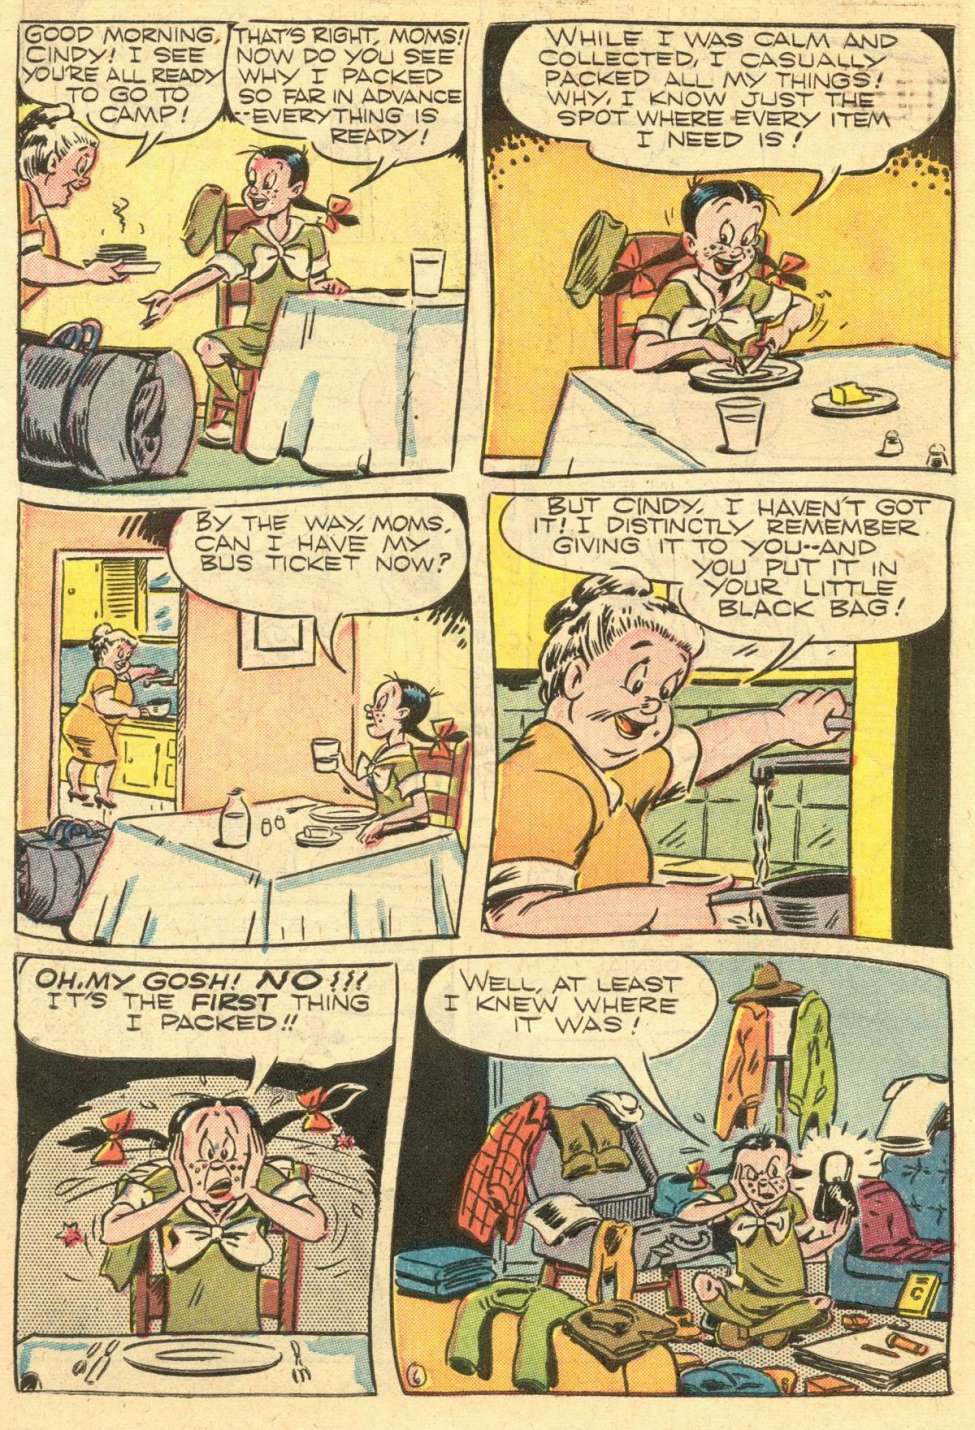 GOOD MORNING,
CINDY! I SEE
YOU'RE ALL READY
TO GO TO
CAMP!
THAT'S RIGHT, MOMS!
NOW DO YOU SEE
WHY I PACKED
SO FAR IN ADVANCE
--EVERYTHING IS
READY!
WHILE I WAS CALM AND
COLLECTED, I CASUALLY
PACKED ALL MY THINGS!
WHY, I KNOW JUST THE
SPOT WHERE EVERY ITEM
I NEED IS!
BY THE WAY, MOMS,
CAN I HAVE MY
BUS TICKET NOW?
BUT CINDY, I HAVEN'T GOT
IT! I DISTINCTLY REMEMBER
GIVING IT TO YOU--AND
YOU PUT IT IN
YOUR LITTLE
BLACK BAG!
OH, MY GOSH! NO!!!
IT'S THE FIRST THING
I PACKED!!
WELL, AT LEAST
I KNEW WHERE
IT WAS!
C
6